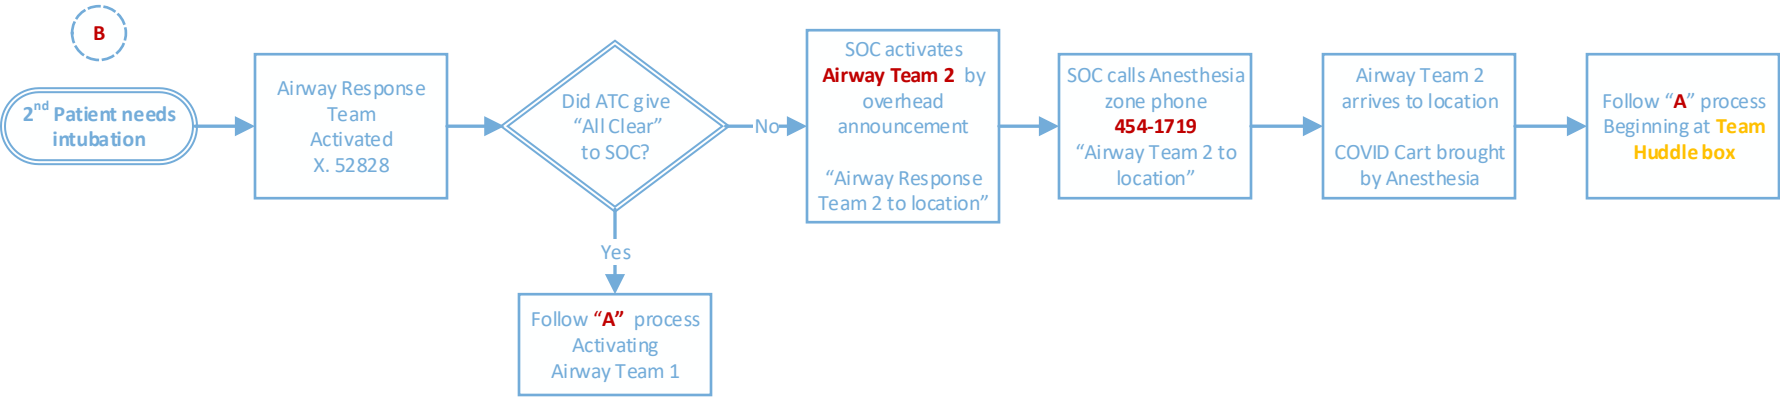 B
2nd Patient needs
intubation
Airway Response
Team
Activated
X. 52828
Did ATC give
“All Clear”
to SOC?
No
Yes
Follow “A” process
Activating
Airway Team 1
SOC activates
Airway Team 2 by
overhead
announcement
“Airway Response
Team 2 to location”
SOC calls Anesthesia
zone phone
454-1719
“Airway Team 2 to
location”
Airway Team 2
arrives to location
COVID Cart brought
by Anesthesia
Follow “A” process
Beginning at Team
Huddle box